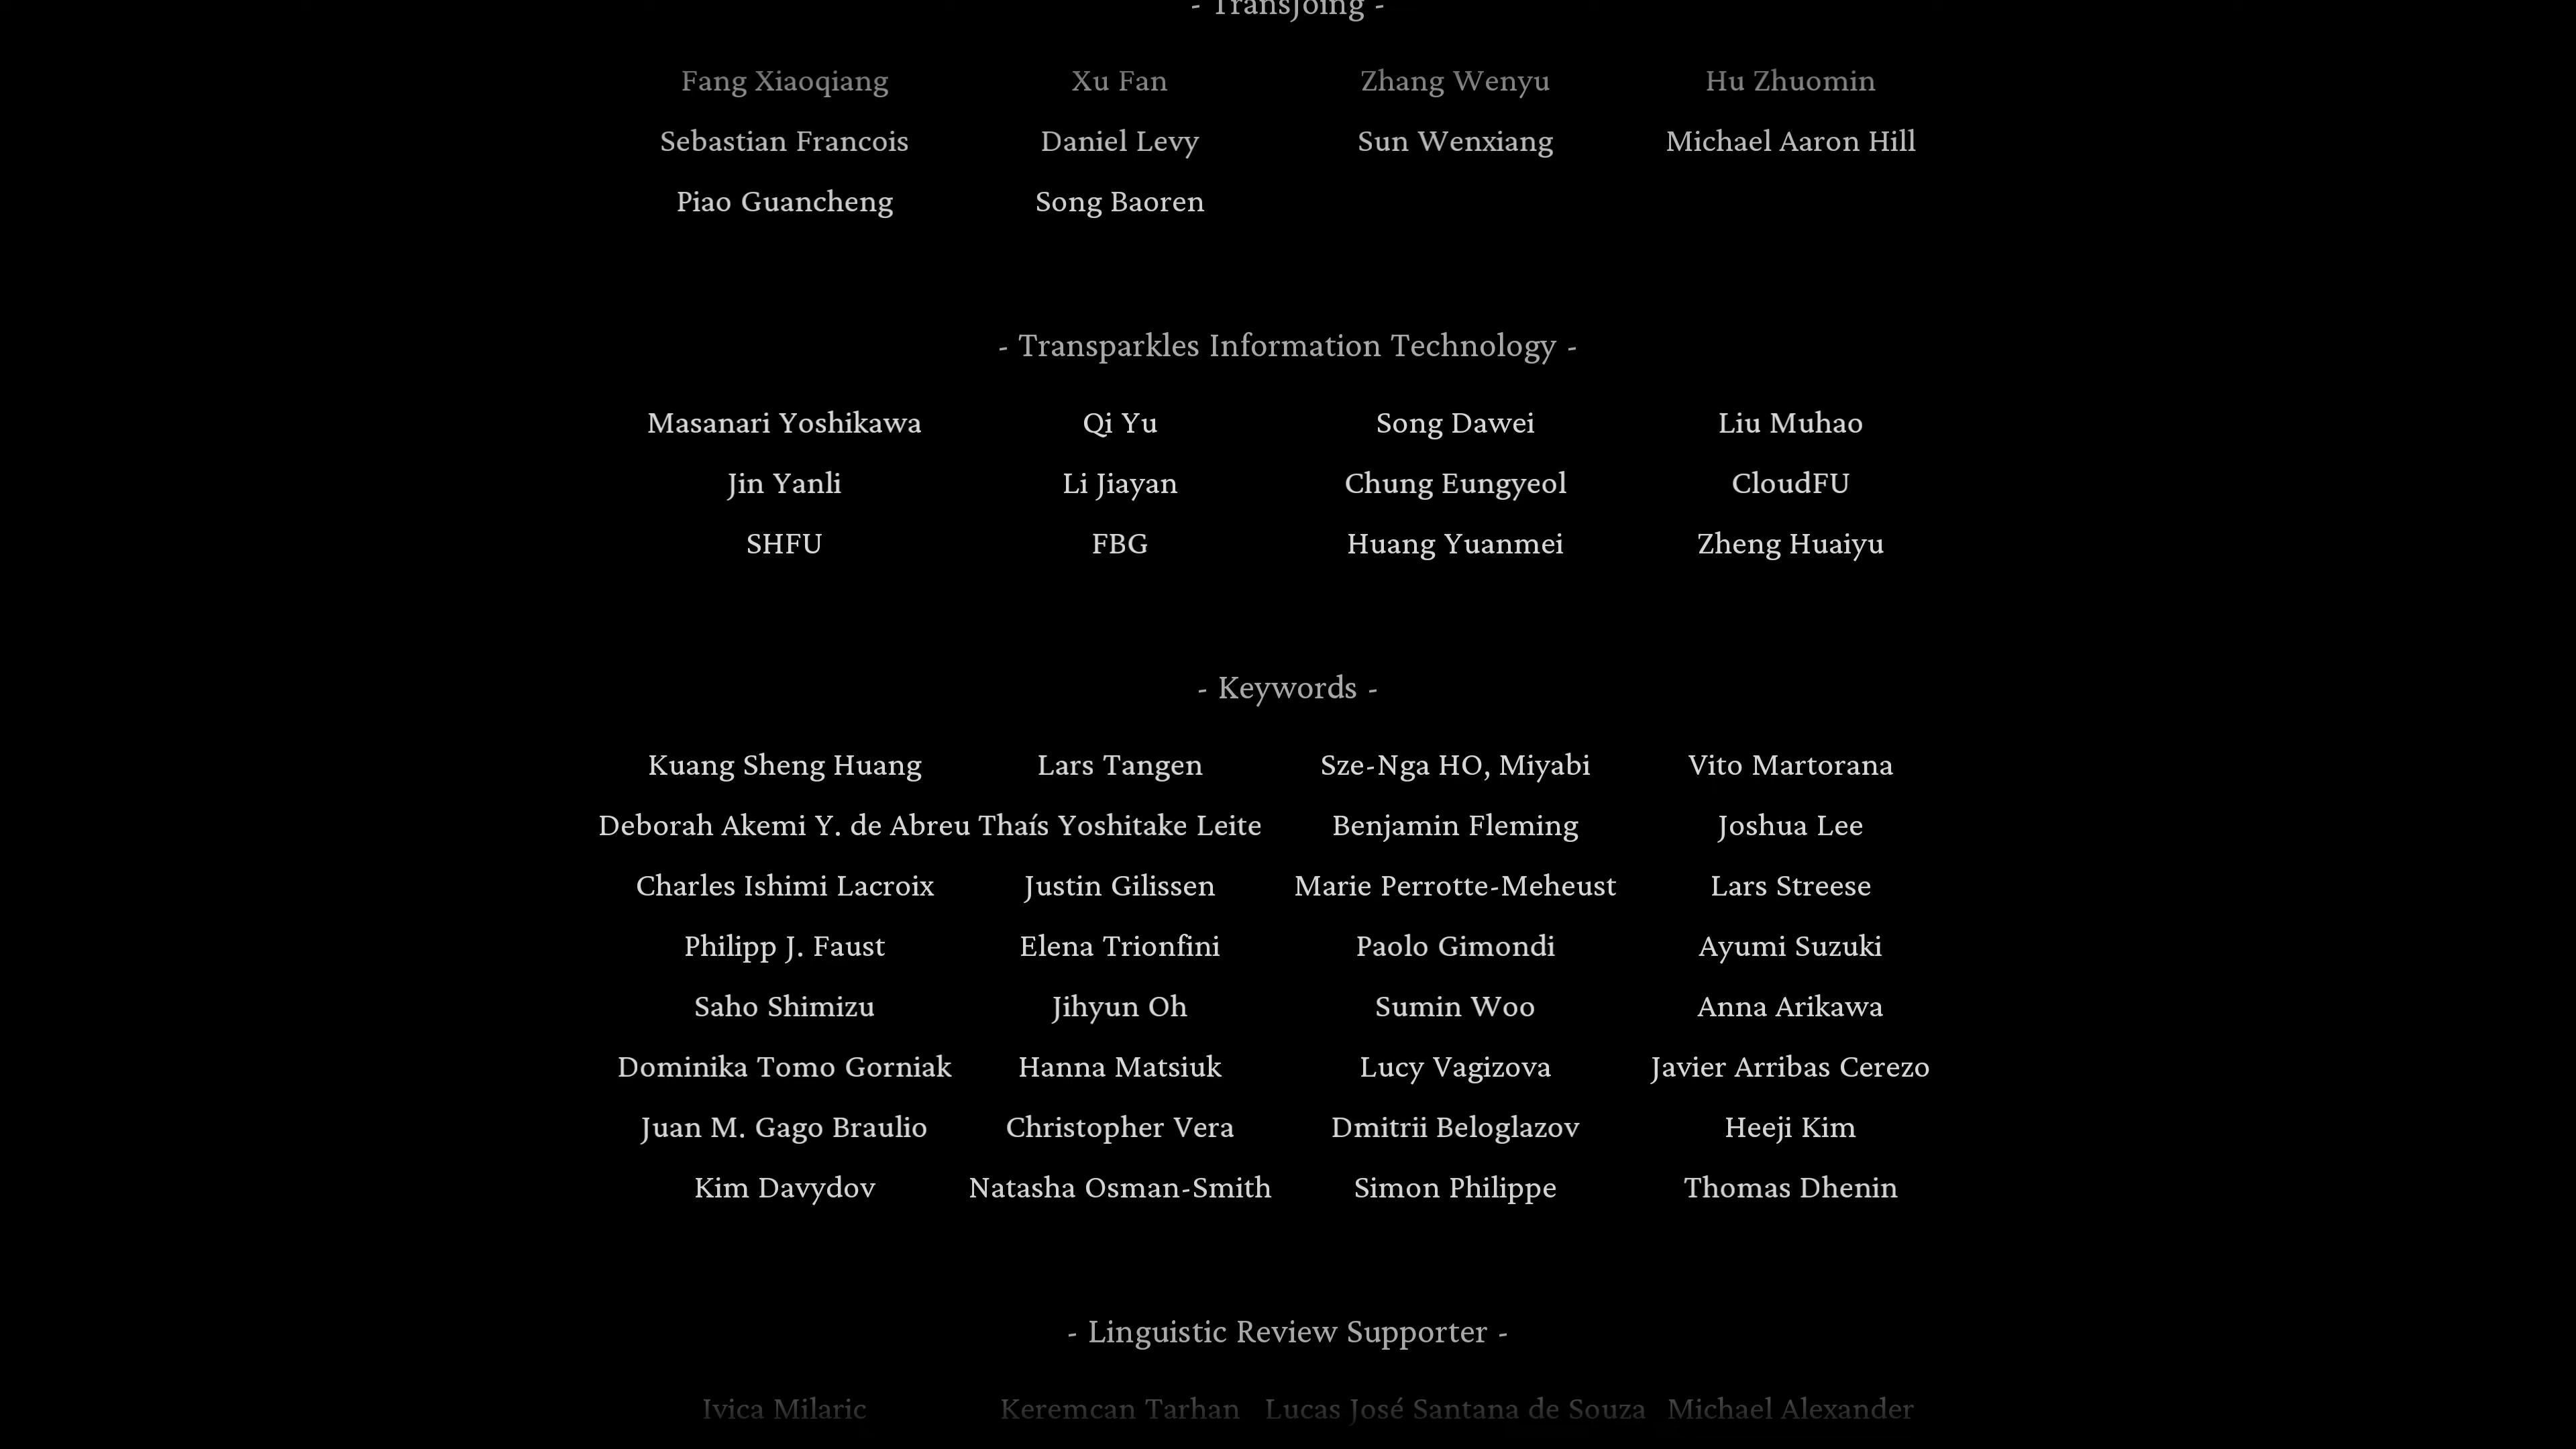 - TransJoing -
Fang Xiaoqiang Xu Fan Zhang Wenyu Hu Zhuomin
Sebastian Francois Daniel Levy Sun Wenxiang Michael Aaron Hill
Piao Guancheng Song Baoren
- Transparkles Information Technology -
Masanari Yoshikawa Qi Yu Song Dawei Liu Muhao
Jin Yanli Li Jiayan Chung Eungyeol CloudFU
SHFU FBG Huang Yuanmei Zheng Huaiyu
- Keywords -
Kuang Sheng Huang Lars Tangen Sze-Nga HO, Miyabi Vito Martorana
Deborah Akemi Y. de Abreu Thaís Yoshitake Leite Benjamin Fleming Joshua Lee
Charles Ishimi Lacroix Justin Gilissen Marie Perrotte-Meheust Lars Streese
Philipp J. Faust Elena Trionfini Paolo Gimondi Ayumi Suzuki
Saho Shimizu Jihyun Oh Sumin Woo Anna Arikawa
Dominika Tomo Gorniak Hanna Matsiuk Lucy Vagizova Javier Arribas Cerezo
Juan M. Gago Braulio Christopher Vera Dmitrii Beloglazov Heeji Kim
Kim Davydov Natasha Osman-Smith Simon Philippe Thomas Dhenin
- Linguistic Review Supporter -
Ivica Milaric Keremcan Tarhan Lucas José Santana de Souza Michael Alexander